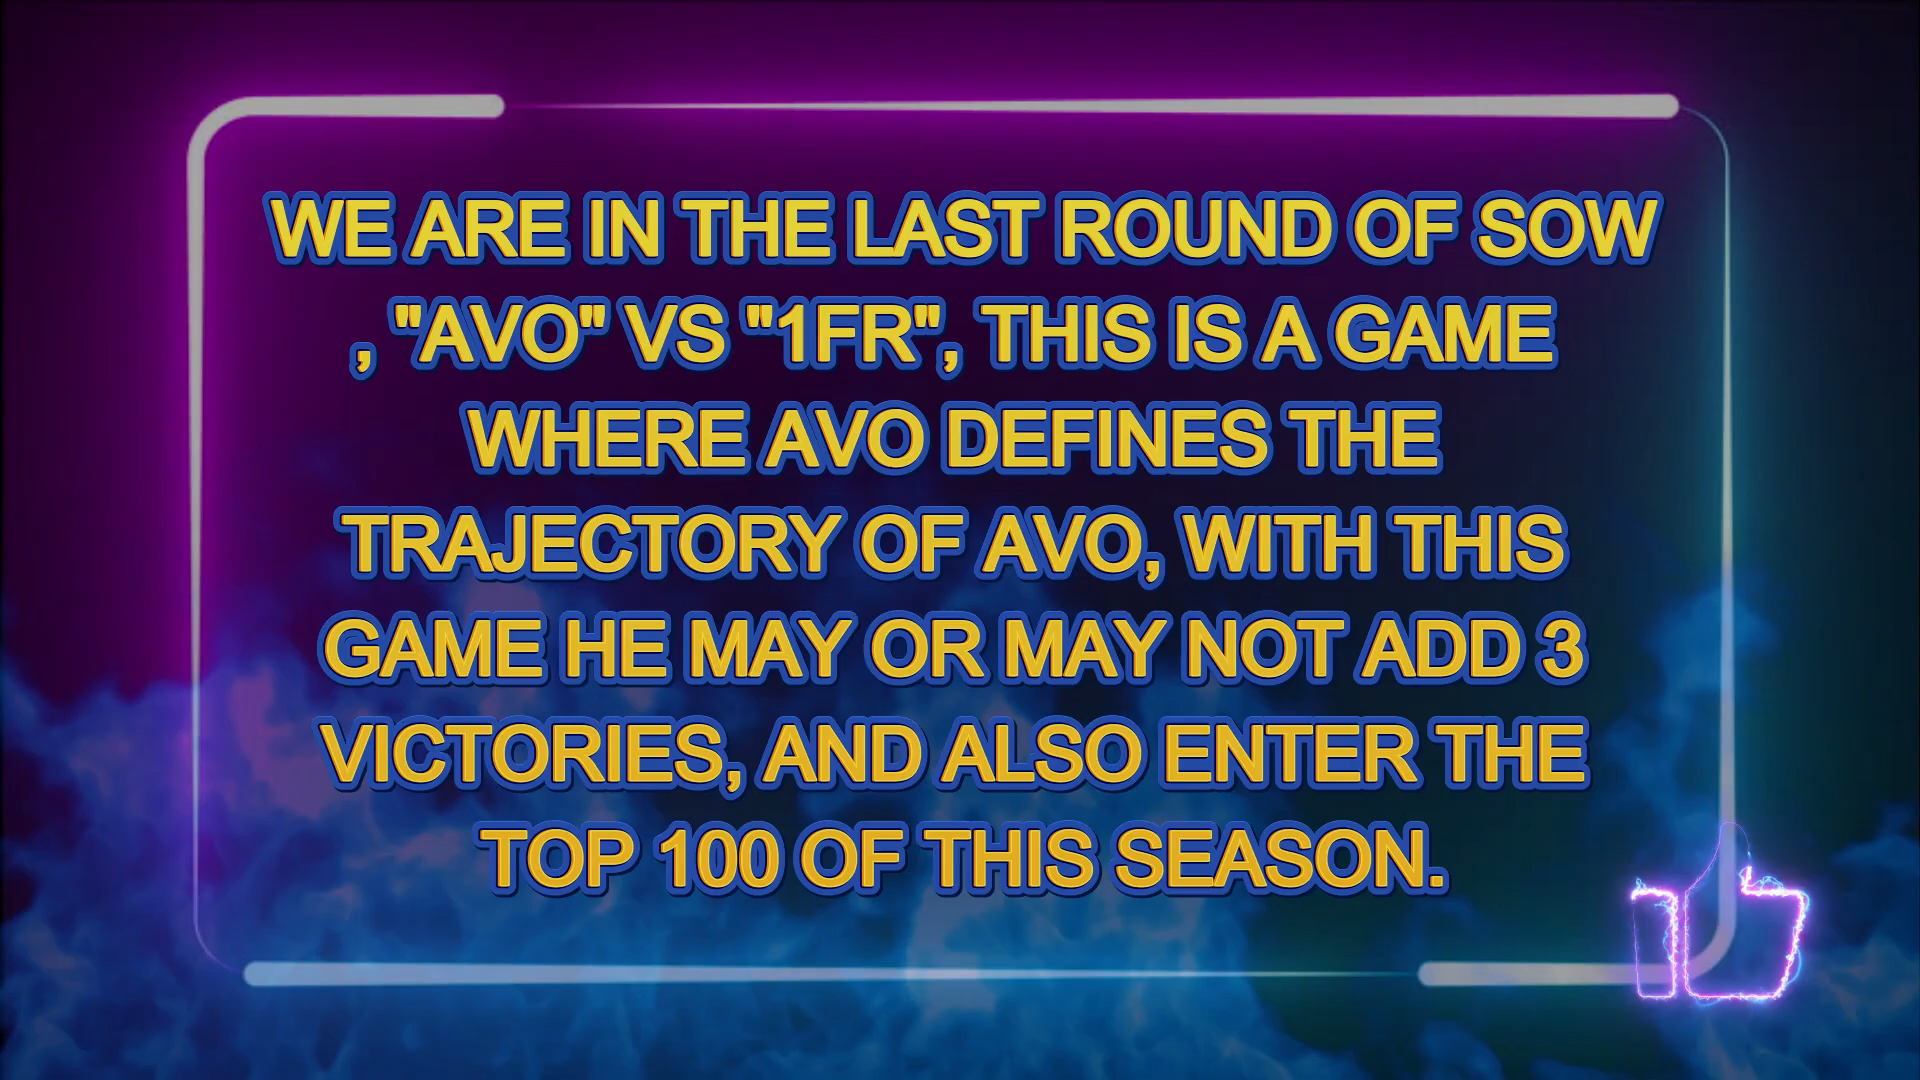 WE ARE IN THE LAST ROUND OF SOW
, "AVO" VS "1FR", THIS IS A GAME
WHERE AVO DEFINES THE
TRAJECTORY OF AVO, WITH THIS
GAME HE MAY OR MAY NOT ADD 3
VICTORIES, AND ALSO ENTER THE
TOP 100 OF THIS SEASON.